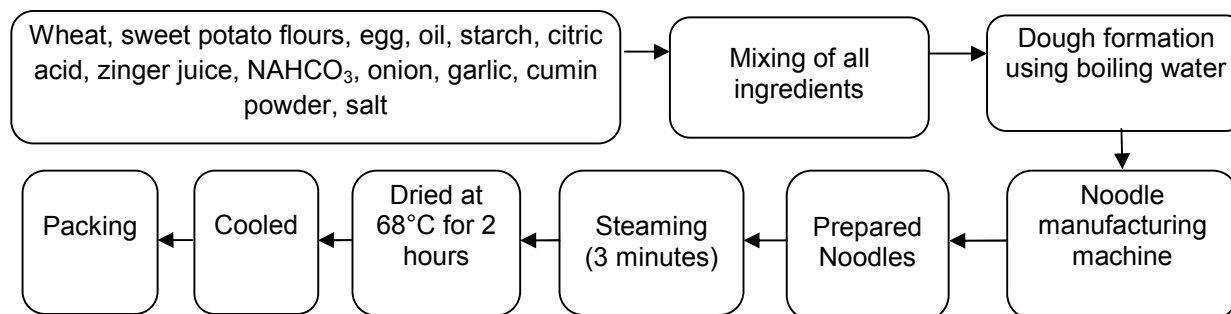 Wheat, sweet potato flours, egg, oil, starch, citric
acid, zinger juice, NAHCO₃, onion, garlic, cumin
powder, salt
Mixing of all
ingredients
Dough formation
using boiling water
Noodle
manufacturing
machine
Prepared
Noodles
Steaming
(3 minutes)
Dried at
68°C for 2
hours
Cooled
Packing